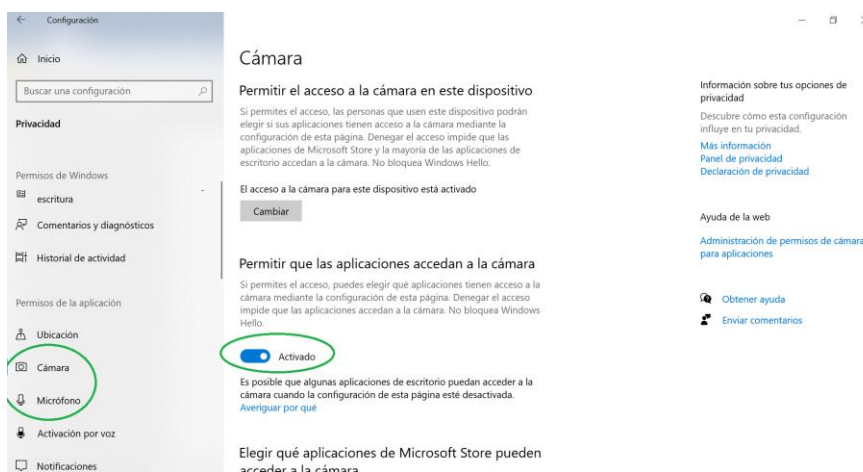 Configuración
Inicio
Buscar una configuración
Privacidad
Permisos de Windows
escritura
Comentarios y diagnósticos
Historial de actividad
Permisos de la aplicación
Ubicación
Cámara
Micrófono
Activación por voz
Notificaciones
Cámara
Permitir el acceso a la cámara en este dispositivo
Si permites el acceso, las personas que usen este dispositivo podrán
elegir si sus aplicaciones tienen acceso a la cámara mediante la
configuración de esta página. Denegar el acceso impide que las
aplicaciones de Microsoft Store y la mayoría de las aplicaciones de
escritorio accedan a la cámara. No bloquea Windows Hello.
El acceso a la cámara para este dispositivo está activado
Cambiar
Permitir que las aplicaciones accedan a la cámara
Si permites el acceso, puedes elegir qué aplicaciones tienen acceso a la
cámara mediante la configuración de esta página. Denegar el acceso
impide que las aplicaciones accedan a la cámara. No bloquea Windows
Hello.
Activado
Es posible que algunas aplicaciones de escritorio puedan acceder a la
cámara cuando la configuración de esta página esté desactivada.
Averiguar por qué
Elegir qué aplicaciones de Microsoft Store pueden
acceder a la cámara
Información sobre tus opciones de
privacidad
Descubre cómo esta configuración
influye en tu privacidad.
Más información
Panel de privacidad
Declaración de privacidad
Ayuda de la web
Administración de permisos de cámara
para aplicaciones
Obtener ayuda
Enviar comentarios